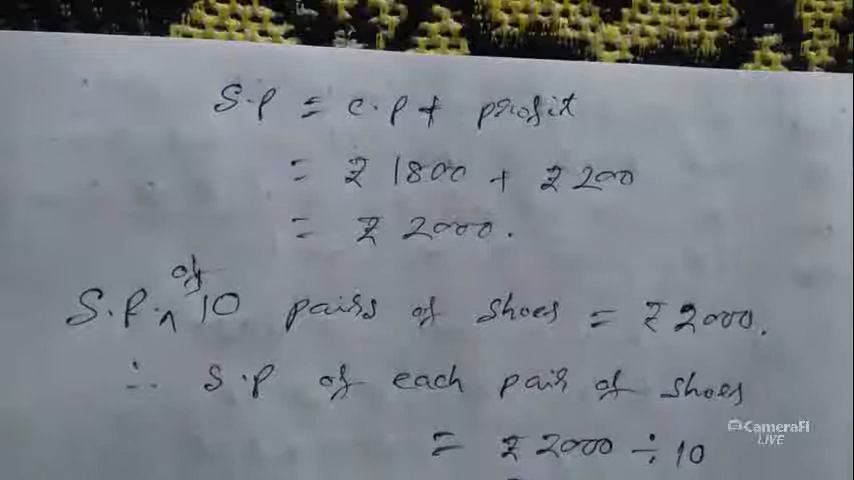 S.P = C.P + profit
= ₹ 1800 + ₹ 200
= ₹ 2000.
of
S.P. ^ 10 pairs of shoes = ₹ 2000.
∴ S.P of each pair of shoes
= ₹ 2000 ÷ 10
CameraFi
LIVE